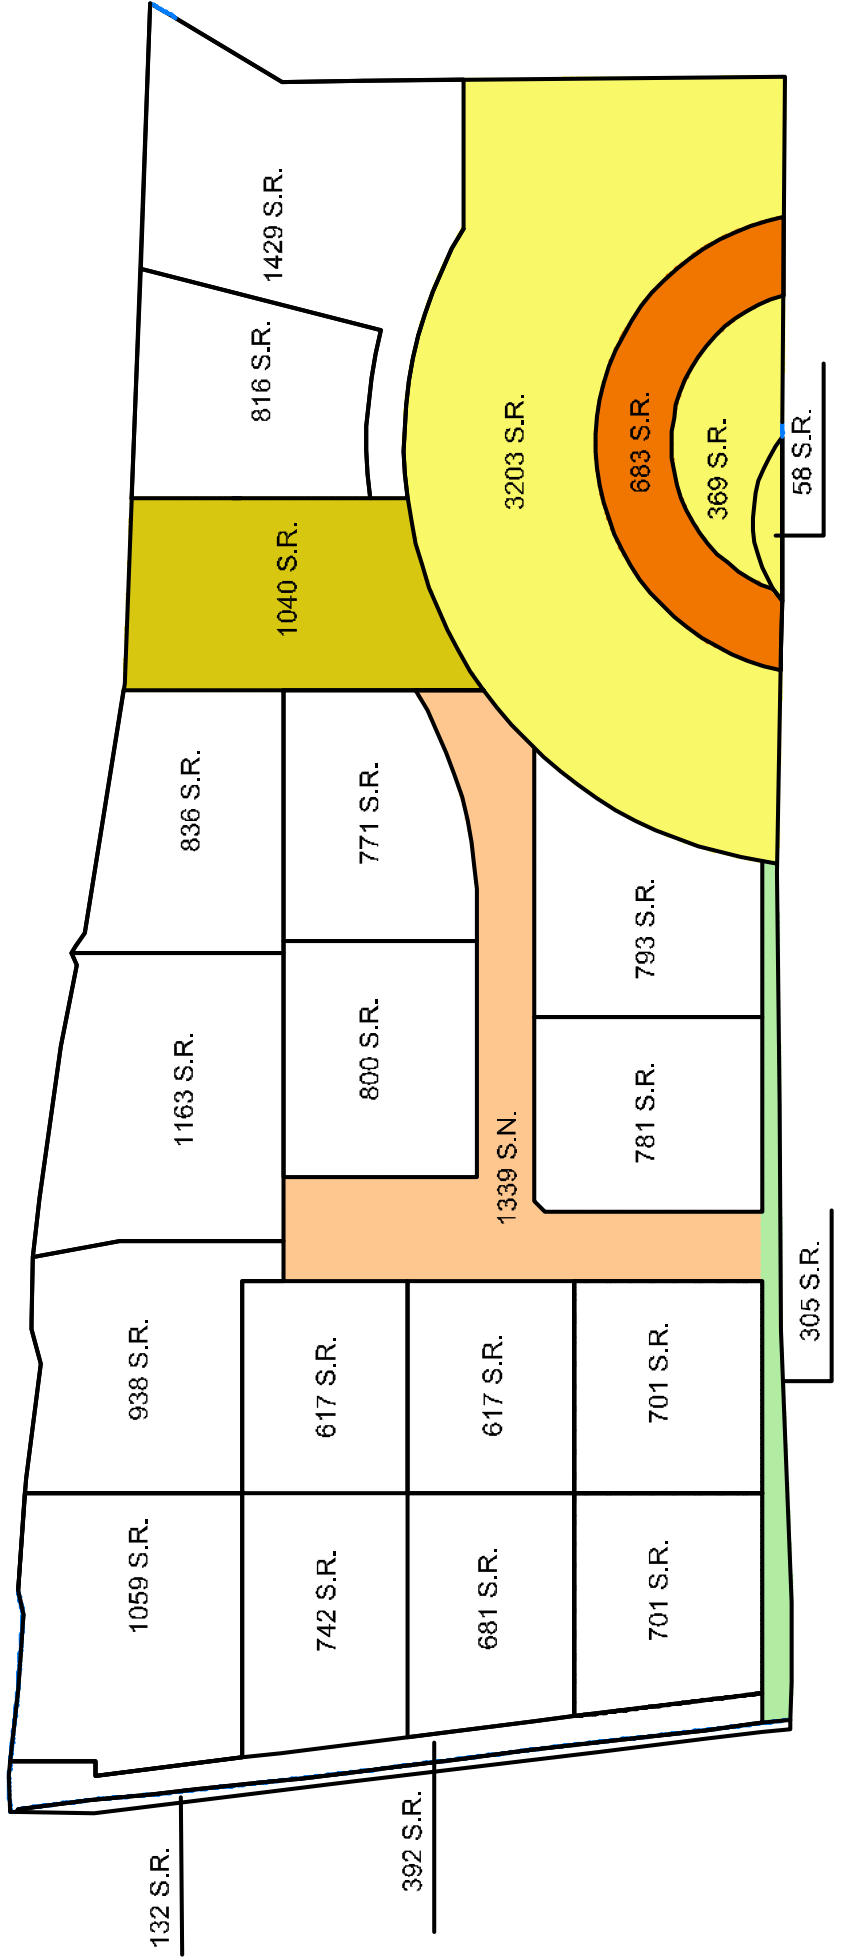 1429 S.R.
816 S.R.
1040 S.R.
3203 S.R.
683 S.R.
369 S.R.
58 S.R.
836 S.R.
771 S.R.
793 S.R.
1163 S.R.
800 S.R.
781 S.R.
1339 S.N.
305 S.R.
938 S.R.
617 S.R.
617 S.R.
701 S.R.
1059 S.R.
742 S.R.
681 S.R.
701 S.R.
132 S.R.
392 S.R.